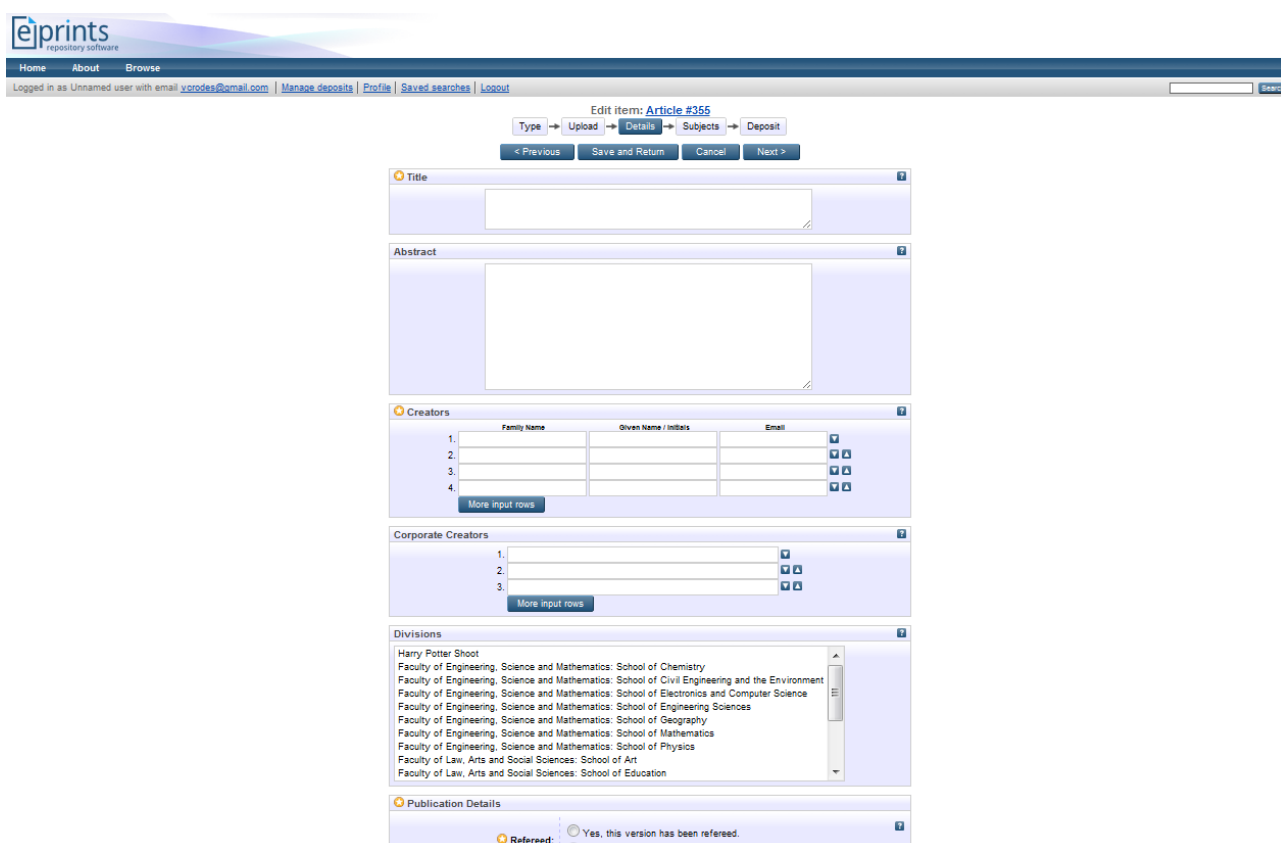 eprints
repository software
Home About Browse
Logged in as Unnamed user with email vcrodes@gmail.com | Manage deposits | Profile | Saved searches | Logout
Edit item: Article #355
Type Upload Details Subjects Deposit
< Previous Save and Return Cancel Next >
Title
Abstract
Creators
Family Name Given Name / Initials Email
1.
2.
3.
4.
More input rows
Corporate Creators
1.
2.
3.
More input rows
Divisions
Harry Potter Shoot
Faculty of Engineering, Science and Mathematics: School of Chemistry
Faculty of Engineering, Science and Mathematics: School of Civil Engineering and the Environment
Faculty of Engineering, Science and Mathematics: School of Electronics and Computer Science
Faculty of Engineering, Science and Mathematics: School of Engineering Sciences
Faculty of Engineering, Science and Mathematics: School of Geography
Faculty of Engineering, Science and Mathematics: School of Mathematics
Faculty of Engineering, Science and Mathematics: School of Physics
Faculty of Law, Arts and Social Sciences: School of Art
Faculty of Law, Arts and Social Sciences: School of Education
Publication Details
Refereed: Yes, this version has been refereed.